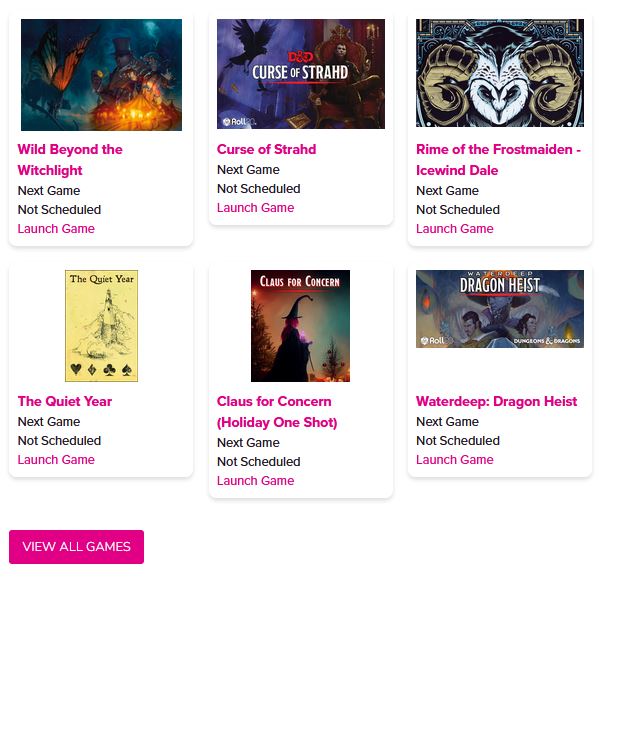 D&D
CURSE OF STRAHD
Roll20
Wild Beyond the
Witchlight
Next Game
Not Scheduled
Launch Game
Curse of Strahd
Next Game
Not Scheduled
Launch Game
Rime of the Frostmaiden -
Icewind Dale
Next Game
Not Scheduled
Launch Game
The Quiet Year
CLAUS FOR CONCERN
WATERDEEP
DRAGON HEIST
Roll20
DUNGEONS & DRAGONS
The Quiet Year
Next Game
Not Scheduled
Launch Game
Claus for Concern
(Holiday One Shot)
Next Game
Not Scheduled
Launch Game
Waterdeep: Dragon Heist
Next Game
Not Scheduled
Launch Game
VIEW ALL GAMES